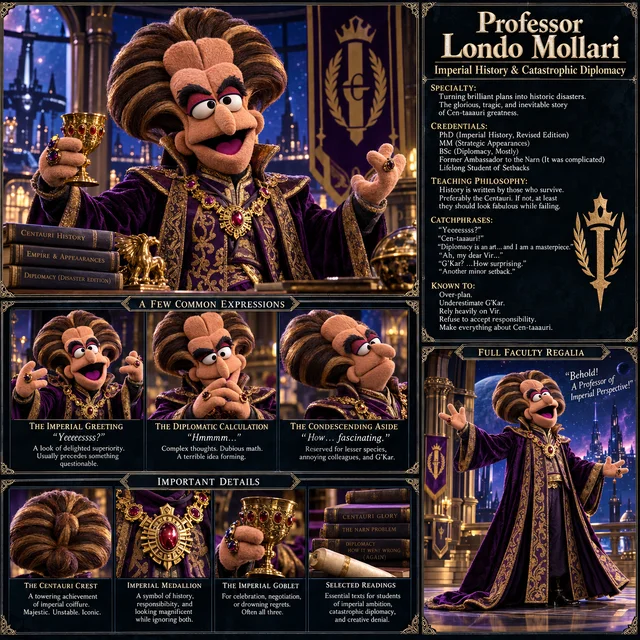 Professor
Londo Mollari
Imperial History & Catastrophic Diplomacy
Specialty:
Turning brilliant plans into historic disasters.
The glorious, tragic, and inevitable story
of Cen-taaauri greatness.
Credentials:
PhD (Imperial History, Revised Edition)
MM (Strategic Appearances)
BSc (Diplomacy, Mostly)
Former Ambassador to the Narn (It was complicated)
Lifelong Student of Setbacks
Teaching Philosophy:
History is written by those who survive.
Preferably the Centauri. If not, at least
they should look fabulous while failing.
Catchphrases:
"Yeeeessss?"
"Cen-taaauri!"
"Diplomacy is an art...and I am a masterpiece."
"Ah, my dear Vir..."
"G'Kar? ...How surprising."
"Another minor setback."
Known to:
Over-plan.
Underestimate G'Kar.
Rely heavily on Vir.
Refuse to accept responsibility.
Make everything about Cen-taaauri.
C
Centauri History
Empire & Appearances
Diplomacy (Disaster Edition)
A Few Common Expressions
The Imperial Greeting
"Yeeeessss?"
A look of delighted superiority.
Usually precedes something
questionable.
The Diplomatic Calculation
"Hmmmm..."
Complex thoughts. Dubious math.
A terrible idea forming.
The Condescending Aside
"How... fascinating."
Reserved for lesser species,
annoying colleagues, and G'Kar.
Full Faculty Regalia
"Behold!
A Professor of
Imperial Perspective!"
Important Details
The Centauri Crest
A towering achievement
of imperial coiffure.
Majestic. Unstable. Iconic.
Imperial Medallion
A symbol of history,
responsibility, and
looking magnificent
while ignoring both.
The Imperial Goblet
For celebration, negotiation,
or drowning regrets.
Often all three.
Centauri Glory
The Narn Problem
Diplomacy
How It Went Wrong
(Again)
Selected Readings
Essential texts for students
of imperial ambition,
catastrophic diplomacy,
and creative denial.